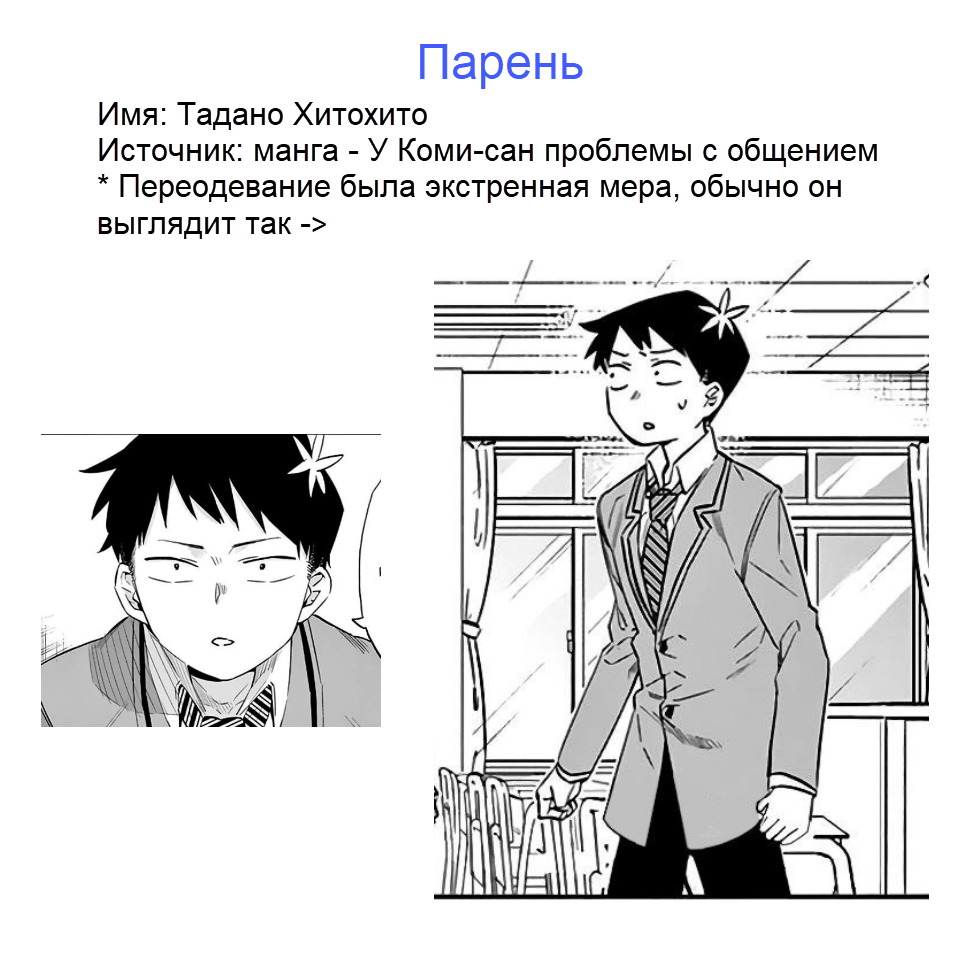 Парень
Имя: Тадано Хитохито
Источник: манга - У Коми-сан проблемы с общением
* Переодевание была экстренная мера, обычно он
выглядит так ->